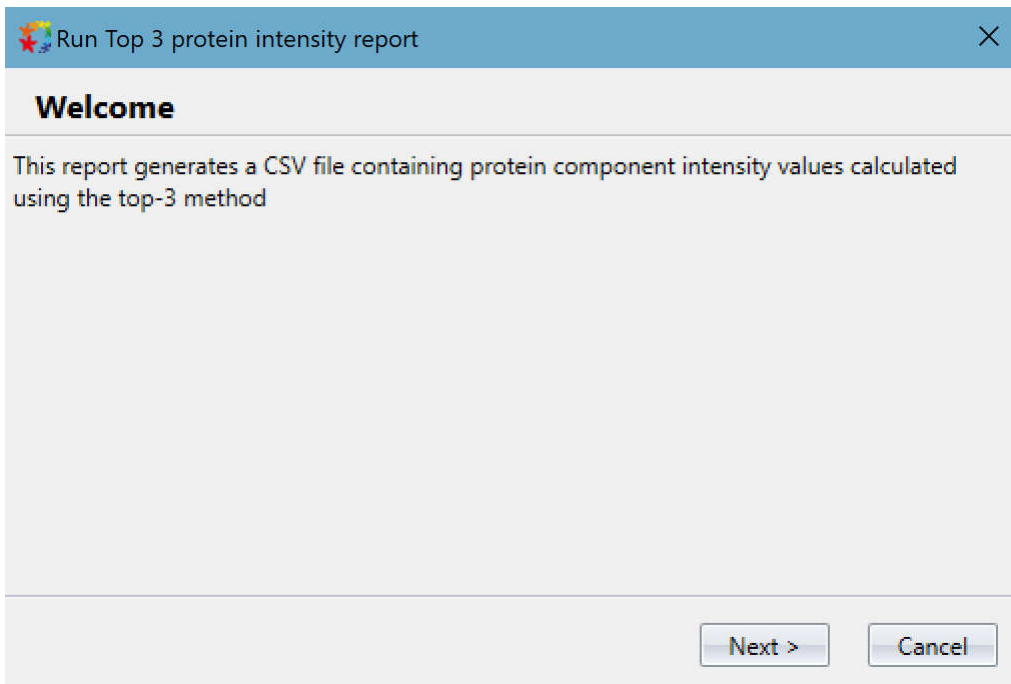 Run Top 3 protein intensity report
Welcome
This report generates a CSV file containing protein component intensity values calculated
using the top-3 method
Next >
Cancel